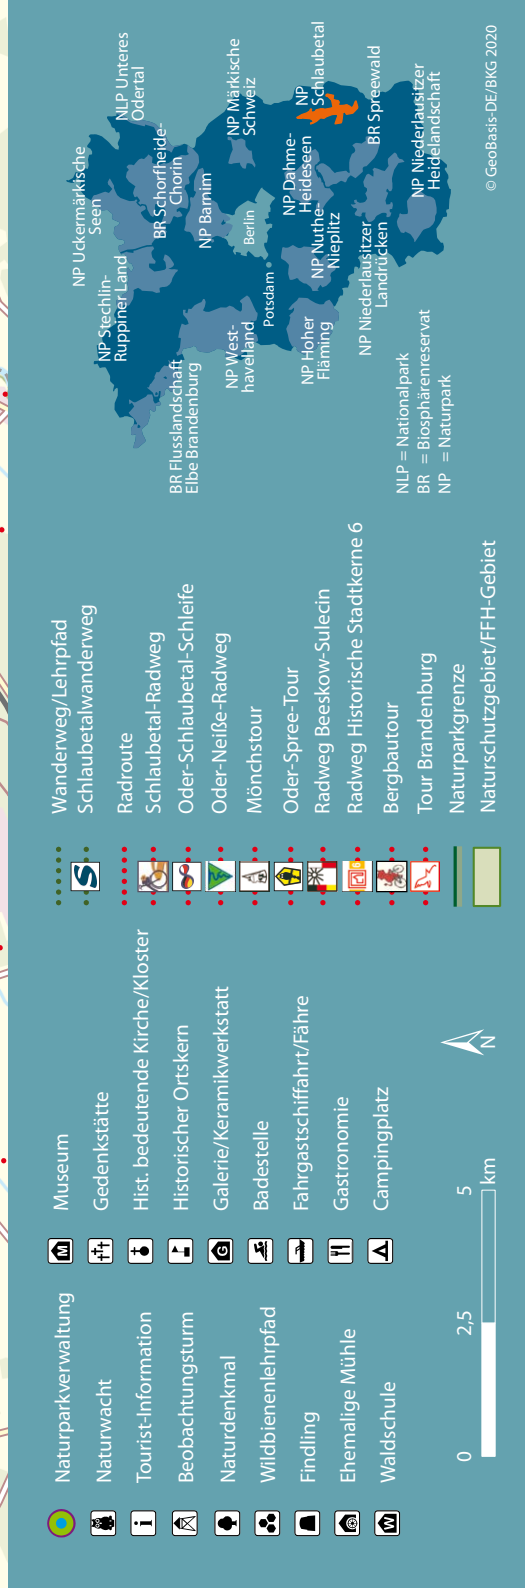 Naturparkverwaltung
Naturwacht
i
Tourist-Information
Beobachtungsturm
Naturdenkmal
Wildbienenlehrpfad
Findling
Ehemalige Mühle
W
Waldschule
M
Museum
Gedenkstätte
Hist. bedeutende Kirche/Kloster
Historischer Ortskern
G
Galerie/Keramikwerkstatt
Badestelle
Fahrgastschiffahrt/Fähre
Gastronomie
Campingplatz
0 2,5 5 km
N
Wanderweg/Lehrpfad
S
Schlaubetalwanderweg
Radroute
Schlaubetal-Radweg
Oder-Schlaubetal-Schleife
Oder-Neiße-Radweg
Mönchstour
Oder-Spree-Tour
Radweg Beeskow-Sulecin
Radweg Historische Stadtkerne 6
Bergbautour
Tour Brandenburg
Naturparkgrenze
Naturschutzgebiet/FFH-Gebiet
NP Uckermärkische
Seen
NLP Unteres
Odertal
NP Stechlin-
Ruppiner Land
BR Schorfheide-
Chorin
NP Barnim
NP Märkische
Schweiz
BR Flusslandschaft
Elbe Brandenburg
NP West-
havelland
Berlin
Potsdam
NP Dahme-
Heideseen
NP
Schlaubetal
NP Hoher
Fläming
NP Nuthe-
Nieplitz
BR Spreewald
NP Niederlausitzer
Landrücken
NP Niederlausitzer
Heidelandschaft
NLP = Nationalpark
BR = Biosphärenreservat
NP = Naturpark
© GeoBasis-DE/BKG 2020